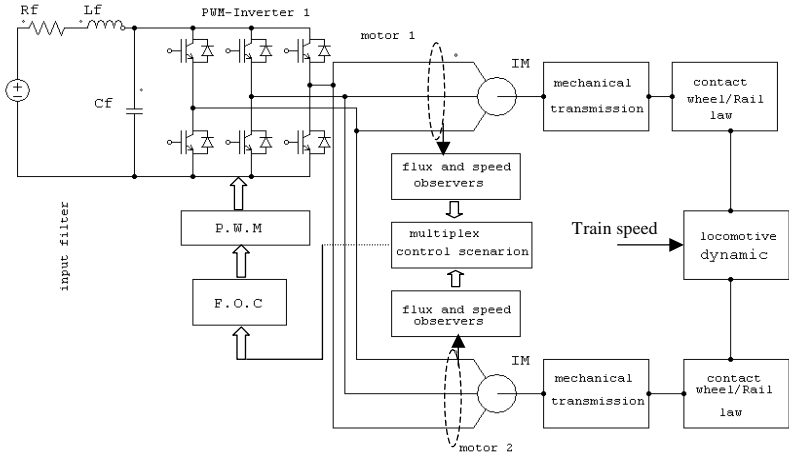 Rf
Lf
PWM-Inverter 1
motor 1
IM
mechanical
transmission
contact
wheel/Rail
law
Cf
flux and speed
observers
input filter
P.W.M
multiplex
control scenarion
Train speed
locomotive
dynamic
F.O.C
flux and speed
observers
IM
mechanical
transmission
contact
wheel/Rail
law
motor 2